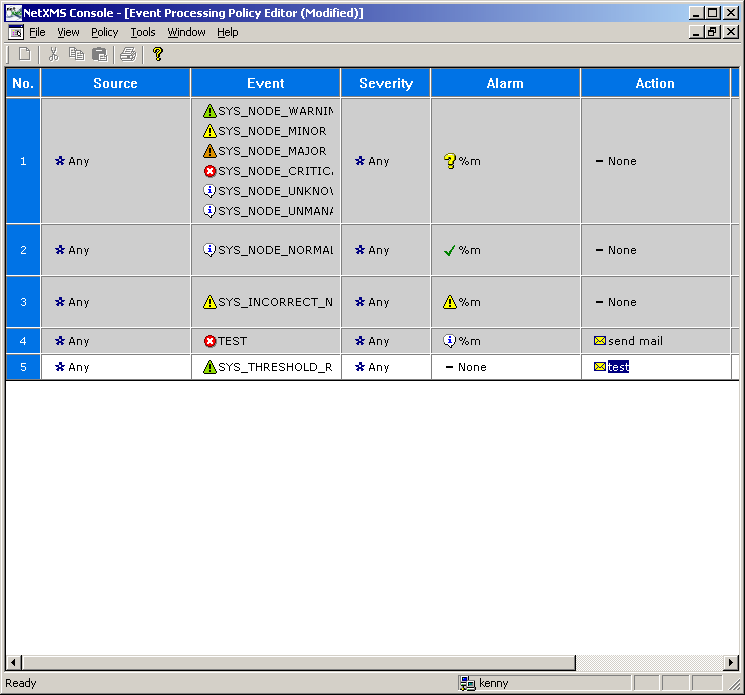 NetXMS Console - [Event Processing Policy Editor (Modified)]
File View Policy Tools Window Help
No. Source Event Severity Alarm Action
1 Any SYS_NODE_WARNIN Any %m None
SYS_NODE_MINOR
SYS_NODE_MAJOR
SYS_NODE_CRITIC
SYS_NODE_UNKNOV
SYS_NODE_UNMANA
2 Any SYS_NODE_NORMAL Any %m None
3 Any SYS_INCORRECT_N Any %m None
4 Any TEST Any %m send mail
5 Any SYS_THRESHOLD_R Any None test
Ready kenny